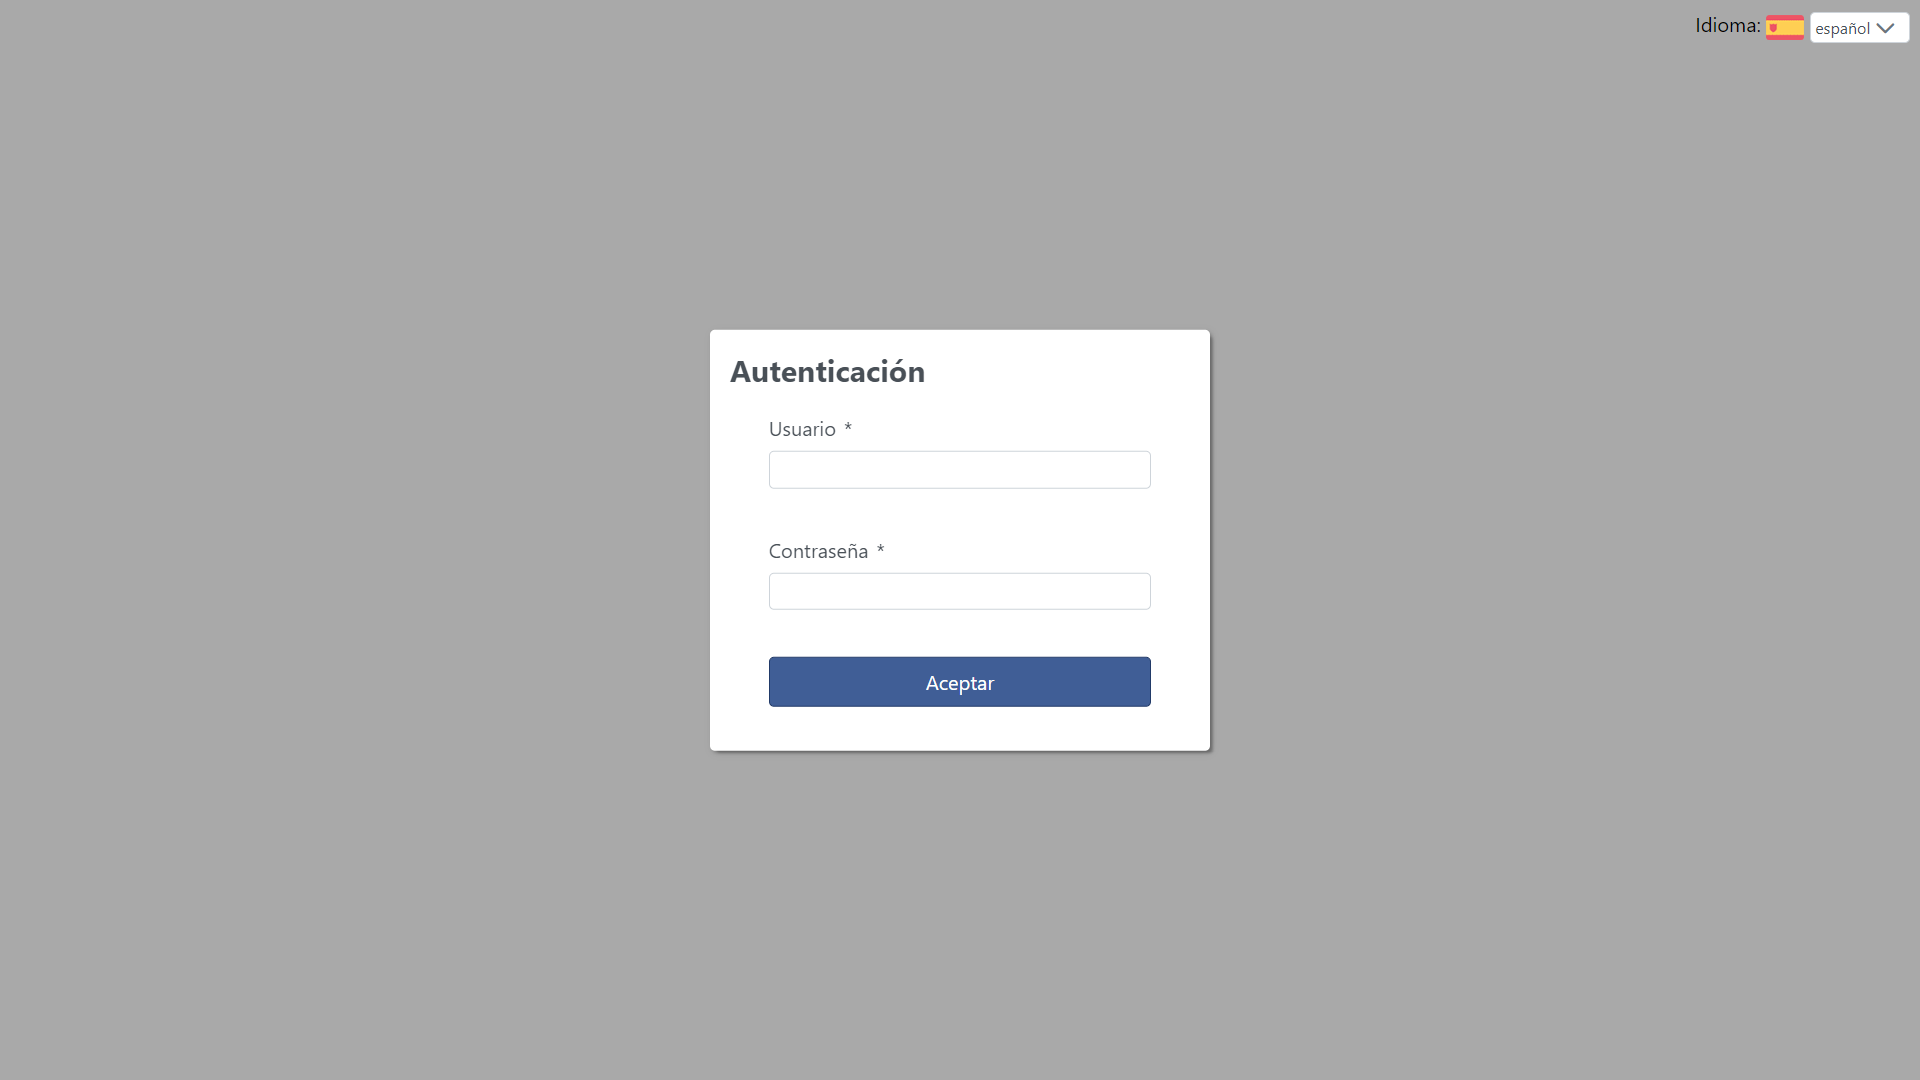 Idioma: español
Autenticación
Usuario *
Contraseña *
Aceptar